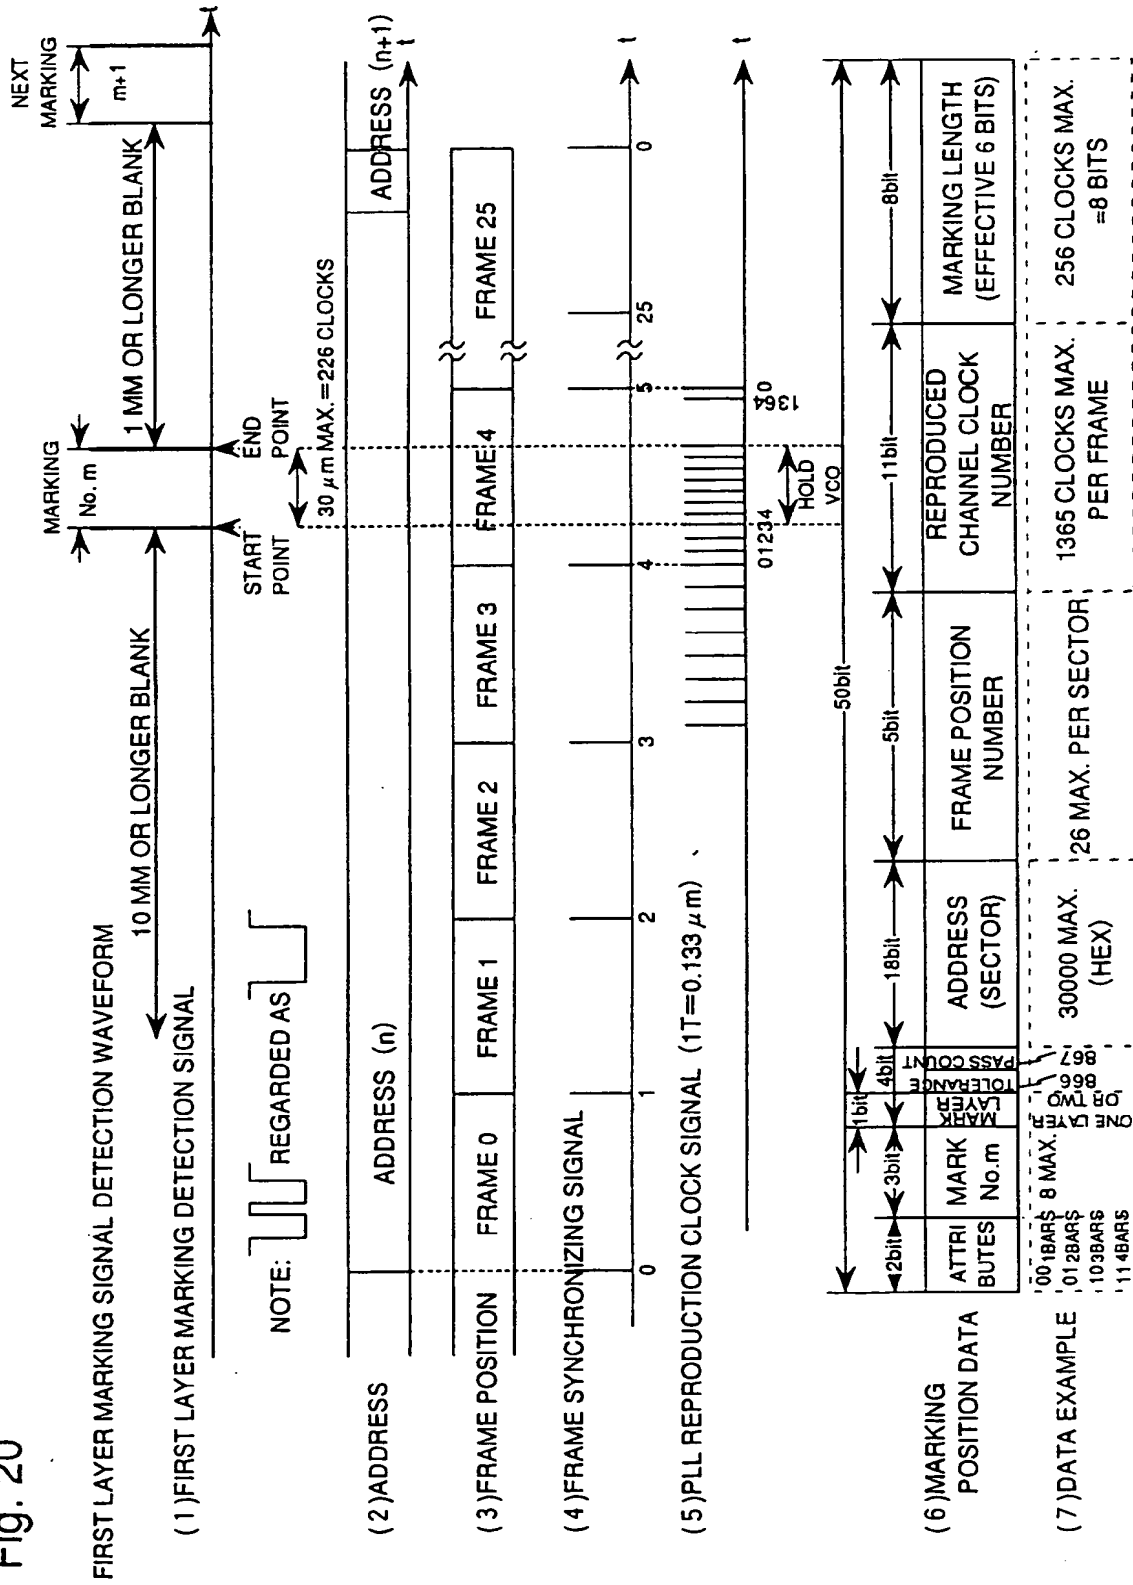 Fig. 20
FIRST LAYER MARKING SIGNAL DETECTION WAVEFORM
MARKING
No. m
NEXT
MARKING
m+1
10 MM OR LONGER BLANK
1 MM OR LONGER BLANK
(1)FIRST LAYER MARKING DETECTION SIGNAL
t
START
POINT
END
POINT
NOTE:
REGARDED AS
30 μm MAX.=226 CLOCKS
(2)ADDRESS
ADDRESS (n)
ADDRESS (n+1)
t
(3)FRAME POSITION
FRAME 0
FRAME 1
FRAME 2
FRAME 3
FRAME 4
FRAME 25
(4)FRAME SYNCHRONIZING SIGNAL
0
1
2
3
4
5
25
0
t
(5)PLL REPRODUCTION CLOCK SIGNAL (1T=0.133 μm)
01234
1364
0
t
HOLD
VCO
50bit
1bit
2bit
3bit
4bit
18bit
5bit
11bit
8bit
(6)MARKING
POSITION DATA
ATTRI
BUTES
MARK
No.m
MARK
LAYER
TOLERANCE
PASS COUNT
ADDRESS
(SECTOR)
FRAME POSITION
NUMBER
REPRODUCED
CHANNEL CLOCK
NUMBER
MARKING LENGTH
(EFFECTIVE 6 BITS)
(7)DATA EXAMPLE
00 1BARS
01 2BARS
10 3BARS
11 4BARS
8 MAX.
ONE LAYER
OR TWO
866
867
30000 MAX.
(HEX)
26 MAX. PER SECTOR
1365 CLOCKS MAX.
PER FRAME
256 CLOCKS MAX.
=8 BITS